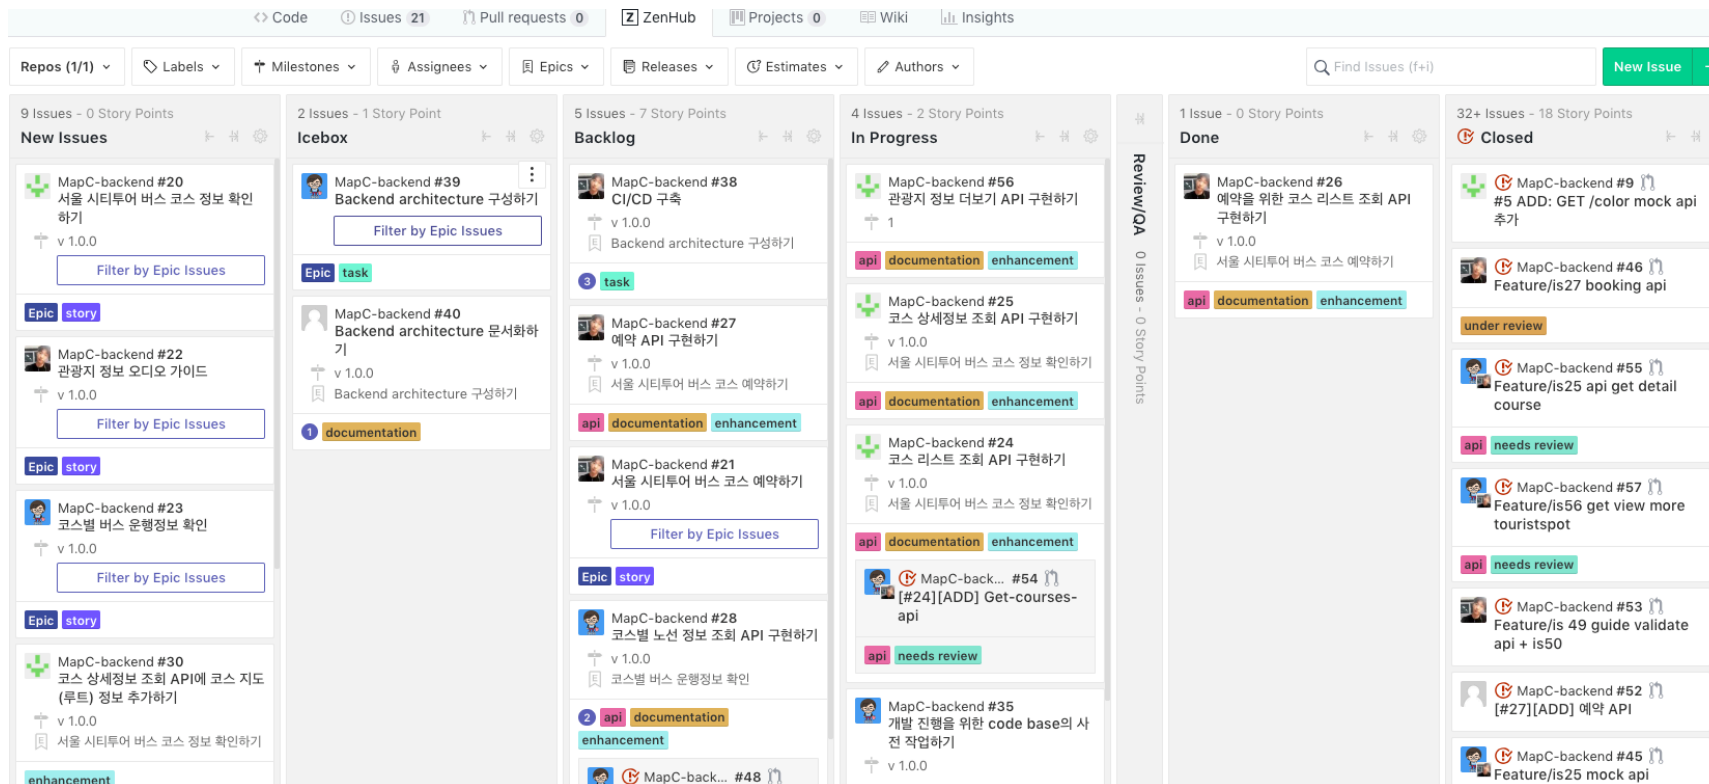 Code
Issues 21
Pull requests 0
ZenHub
Projects 0
Wiki
Insights
Repos (1/1)
Labels
Milestones
Assignees
Epics
Releases
Estimates
Authors
Find Issues (f+i)
New Issue
9 Issues - 0 Story Points
New Issues
MapC-backend #20
서울 시티투어 버스 코스 정보 확인
하기
v 1.0.0
Filter by Epic Issues
Epic story
MapC-backend #22
관광지 정보 오디오 가이드
v 1.0.0
Filter by Epic Issues
Epic story
MapC-backend #23
코스별 버스 운행정보 확인
v 1.0.0
Filter by Epic Issues
Epic story
MapC-backend #30
코스 상세정보 조회 API에 코스 지도
(루트) 정보 추가하기
v 1.0.0
서울 시티투어 버스 코스 정보 확인하기
enhancement
2 Issues - 1 Story Point
Icebox
MapC-backend #39
Backend architecture 구성하기
Filter by Epic Issues
Epic task
MapC-backend #40
Backend architecture 문서화하
기
v 1.0.0
Backend architecture 구성하기
1 documentation
5 Issues - 7 Story Points
Backlog
MapC-backend #38
CI/CD 구축
v 1.0.0
Backend architecture 구성하기
3 task
MapC-backend #27
예약 API 구현하기
v 1.0.0
서울 시티투어 버스 코스 예약하기
api documentation enhancement
MapC-backend #21
서울 시티투어 버스 코스 예약하기
v 1.0.0
Filter by Epic Issues
Epic story
MapC-backend #28
코스별 노선 정보 조회 API 구현하기
v 1.0.0
코스별 버스 운행정보 확인
2 api documentation
enhancement
MapC-back... #48
4 Issues - 2 Story Points
In Progress
MapC-backend #56
관광지 정보 더보기 API 구현하기
1
api documentation enhancement
MapC-backend #25
코스 상세정보 조회 API 구현하기
v 1.0.0
서울 시티투어 버스 코스 정보 확인하기
api documentation enhancement
MapC-backend #24
코스 리스트 조회 API 구현하기
v 1.0.0
서울 시티투어 버스 코스 정보 확인하기
api documentation enhancement
MapC-back... #54
[#24][ADD] Get-courses-
api
api needs review
MapC-backend #35
개발 진행을 위한 code base의 사
전 작업하기
v 1.0.0
Review/QA 0 Issues - 0 Story Points
1 Issue - 0 Story Points
Done
MapC-backend #26
예약을 위한 코스 리스트 조회 API
구현하기
v 1.0.0
서울 시티투어 버스 코스 예약하기
api documentation enhancement
32+ Issues - 18 Story Points
Closed
MapC-backend #9
#5 ADD: GET /color mock api
추가
MapC-backend #46
Feature/is27 booking api
under review
MapC-backend #55
Feature/is25 api get detail
course
api needs review
MapC-backend #57
Feature/is56 get view more
touristspot
api needs review
MapC-backend #53
Feature/is 49 guide validate
api + is50
MapC-backend #52
[#27][ADD] 예약 API
MapC-backend #45
Feature/is25 mock api